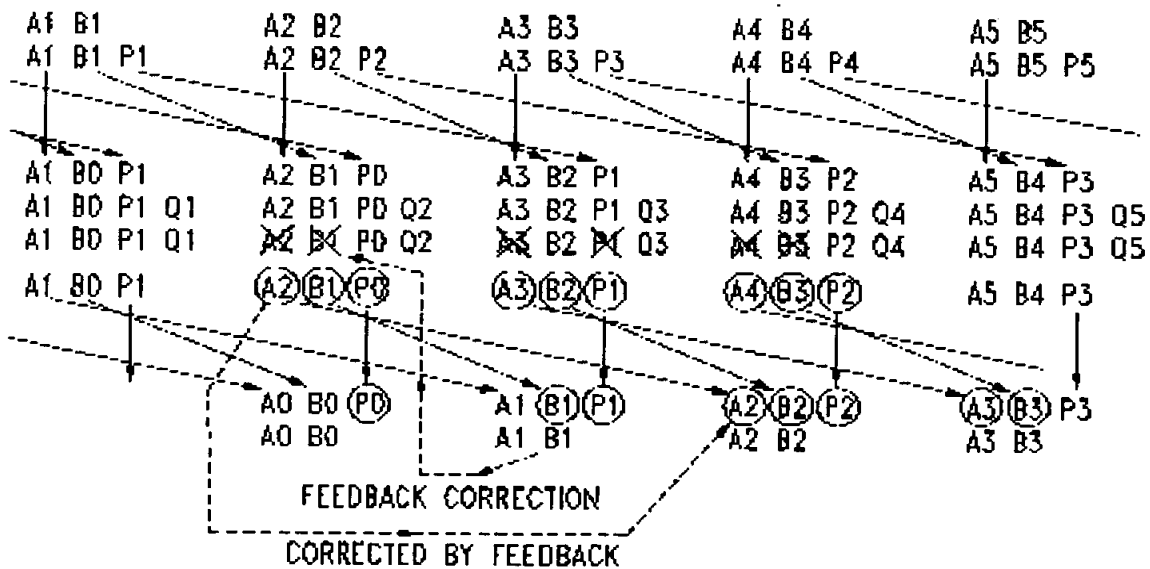 A1 B1 A2 B2 A3 B3 A4 B4 A5 B5
A1 B1 P1 A2 B2 P2 A3 B3 P3 A4 B4 P4 A5 B5 P5
A1 B0 P1 A2 B1 P0 A3 B2 P1 A4 B3 P2 A5 B4 P3
A1 B0 P1 Q1 A2 B1 P0 Q2 A3 B2 P1 Q3 A4 B3 P2 Q4 A5 B4 P3 Q5
A1 B0 P1 Q1 A2 B1 P0 Q2 A3 B2 P1 Q3 A4 B3 P2 Q4 A5 B4 P3 Q5
A1 B0 P1 A2 B1 P0 A3 B2 P1 A4 B3 P2 A5 B4 P3
A0 B0 P0 A1 B1 P1 A2 B2 P2 A3 B3 P3
A0 B0 A1 B1 A2 B2 A3 B3
FEEDBACK CORRECTION
CORRECTED BY FEEDBACK